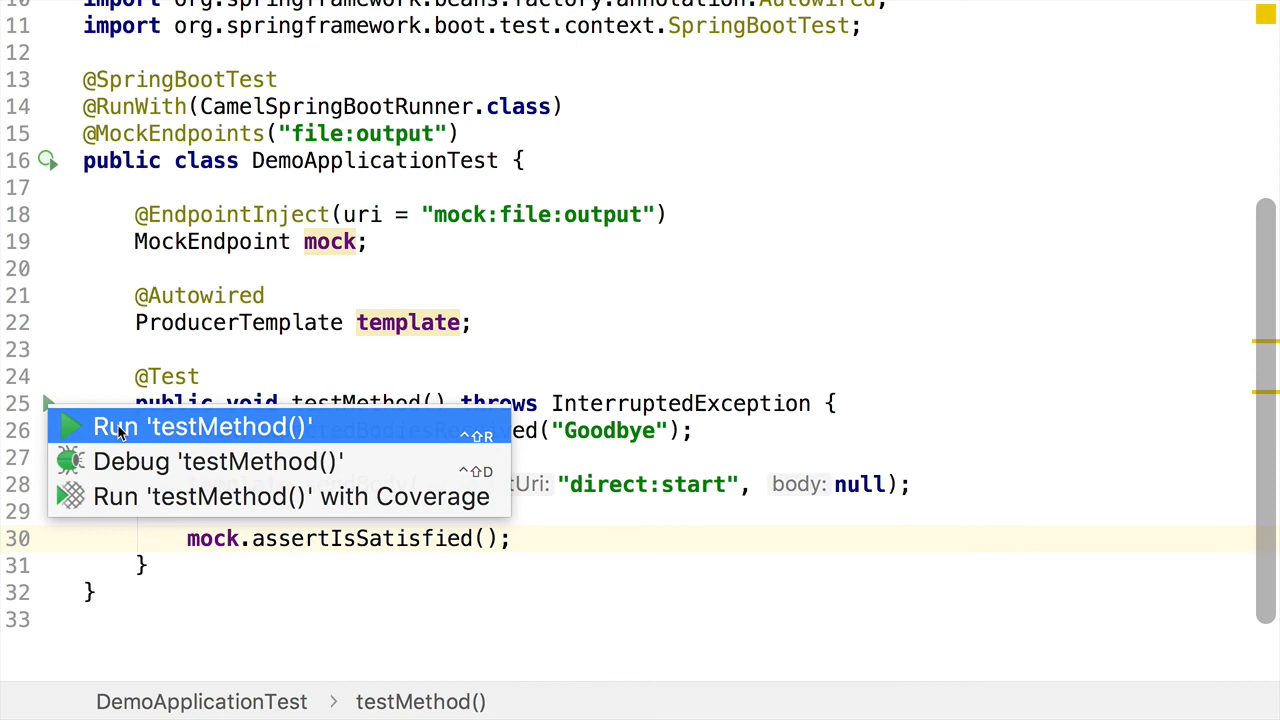 import org.springframework.beans.factory.annotation.Autowired;
11 import org.springframework.boot.test.context.SpringBootTest;
12
13 @SpringBootTest
14 @RunWith(CamelSpringBootRunner.class)
15 @MockEndpoints("file:output")
16 public class DemoApplicationTest {
17
18 @EndpointInject(uri = "mock:file:output")
19 MockEndpoint mock;
20
21 @Autowired
22 ProducerTemplate template;
23
24 @Test
25 public void testMethod() throws InterruptedException {
Run 'testMethod()' ^⇧R
26 ("Goodbye");
27
Debug 'testMethod()' ^⇧D
28 "direct:start", body: null);
Run 'testMethod()' with Coverage
29
30 mock.assertIsSatisfied();
31 }
32 }
33
DemoApplicationTest > testMethod()